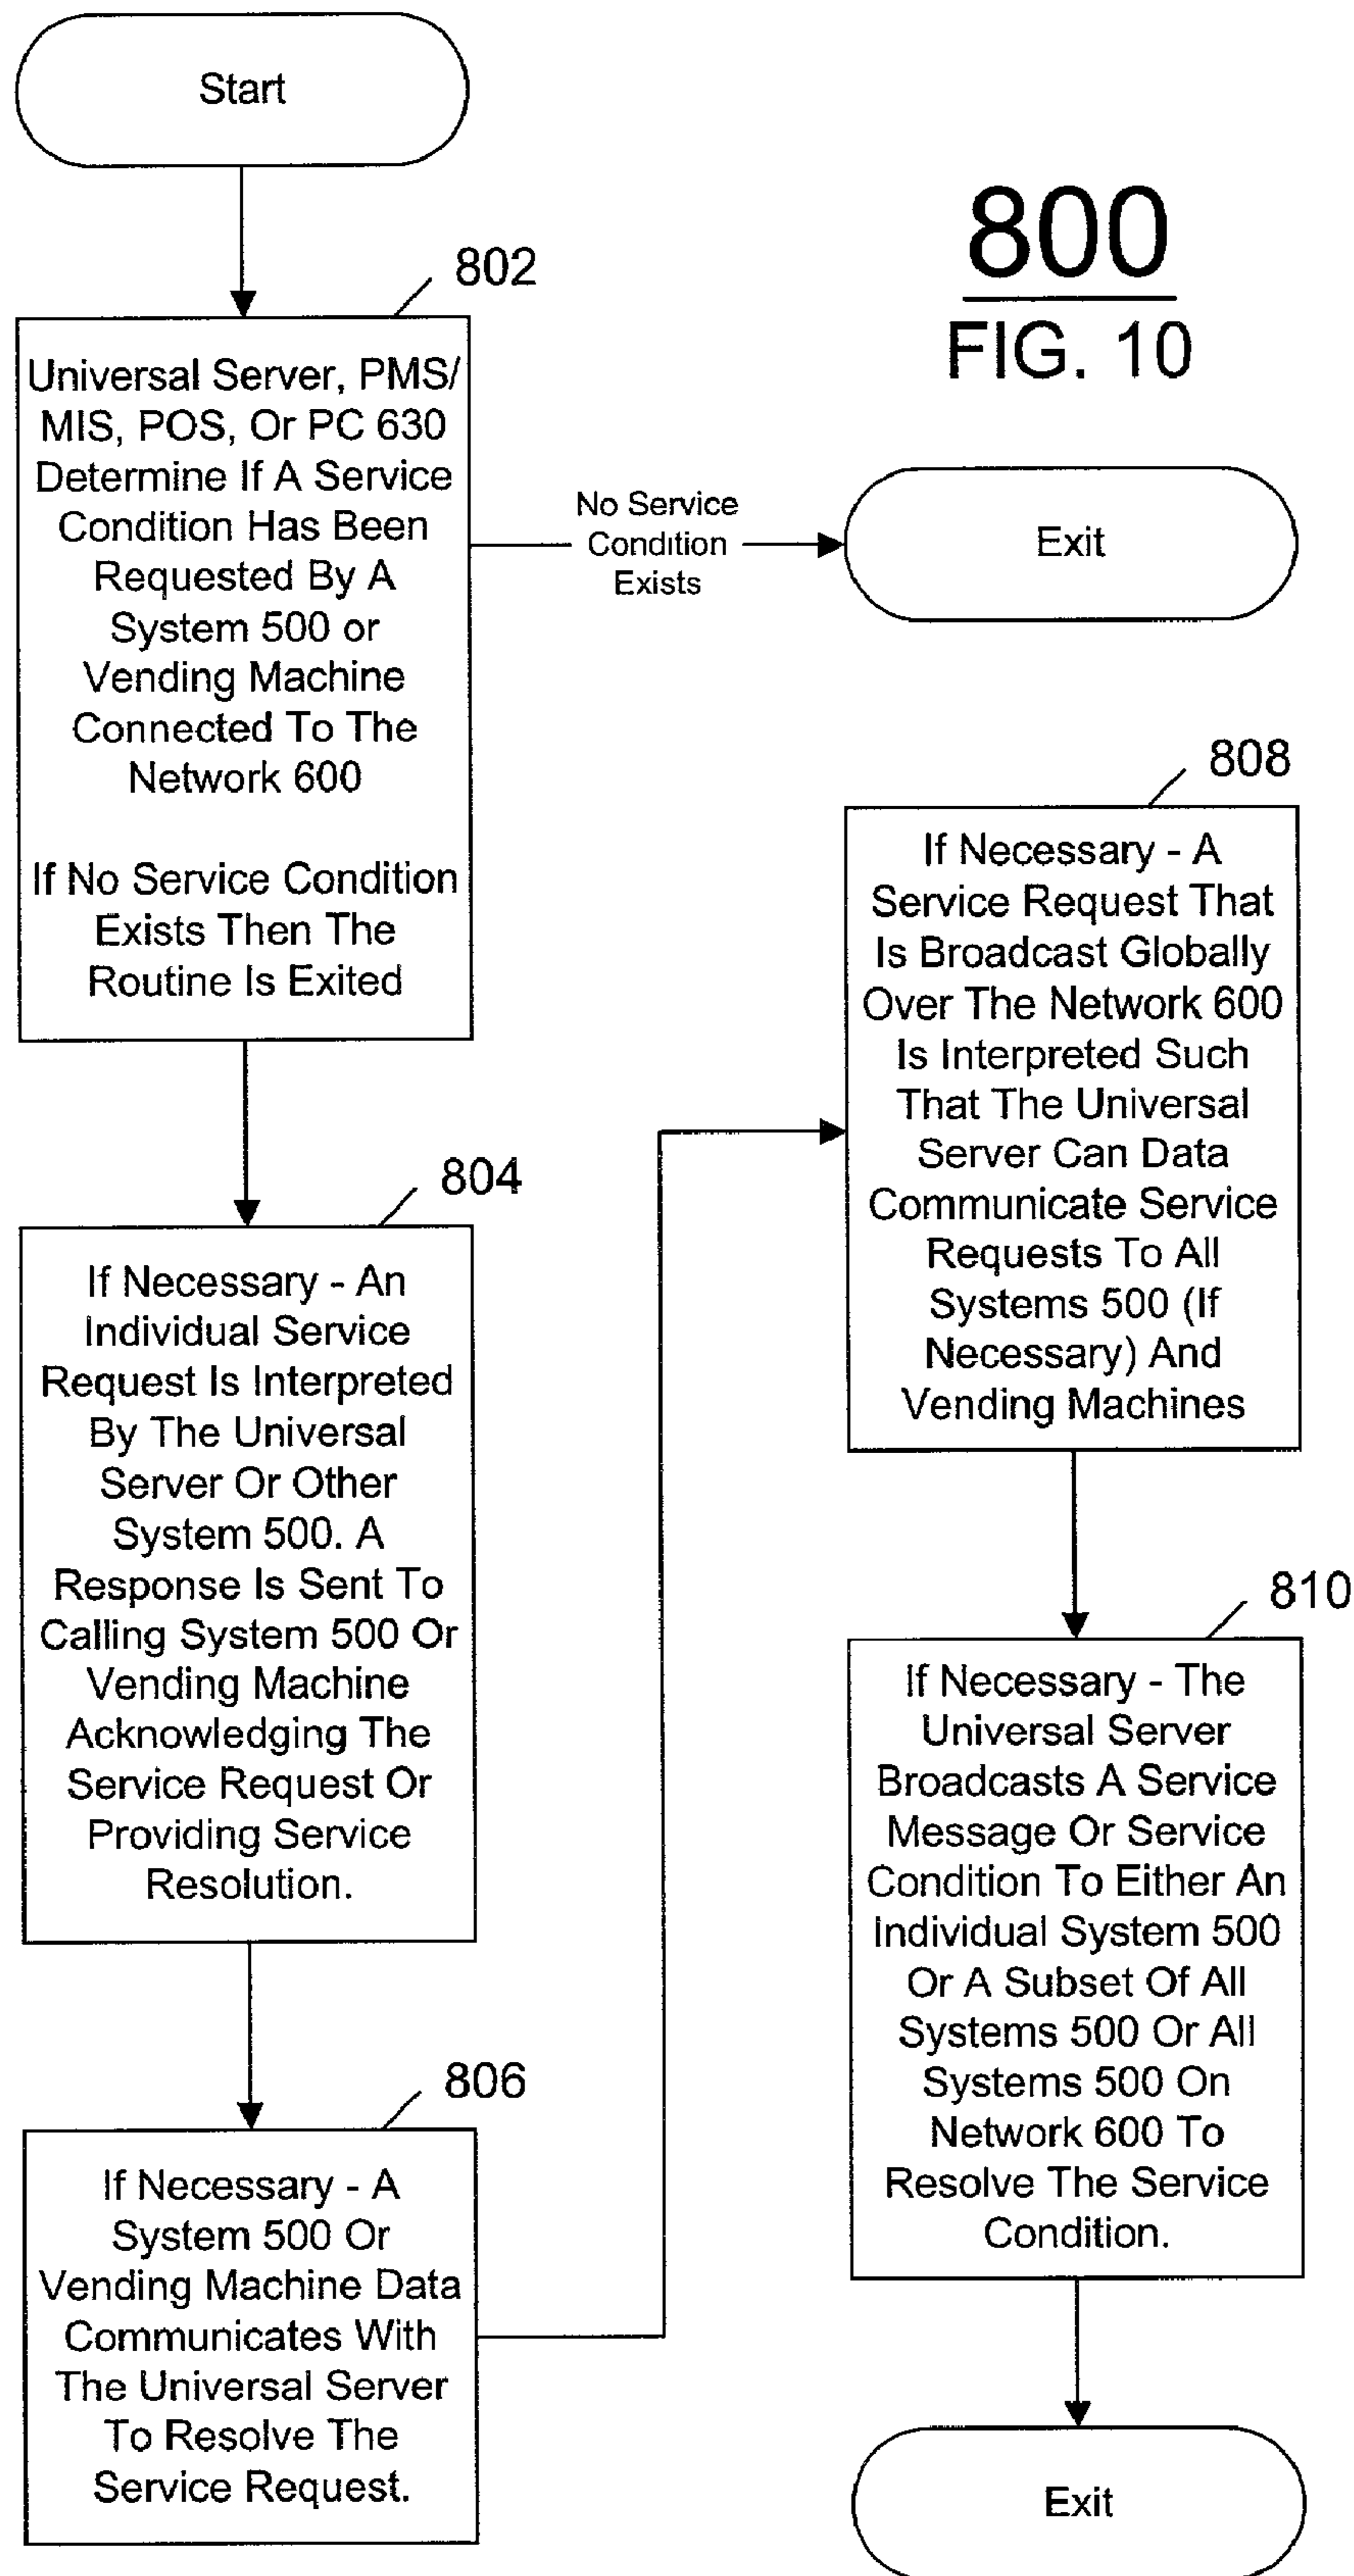 Start
800
FIG. 10
802
Universal Server, PMS/
MIS, POS, Or PC 630
Determine If A Service
Condition Has Been
Requested By A
System 500 or
Vending Machine
Connected To The
Network 600
If No Service Condition
Exists Then The
Routine Is Exited
No Service
Condition
Exists
Exit
804
If Necessary - An
Individual Service
Request Is Interpreted
By The Universal
Server Or Other
System 500. A
Response Is Sent To
Calling System 500 Or
Vending Machine
Acknowledging The
Service Request Or
Providing Service
Resolution.
806
If Necessary - A
System 500 Or
Vending Machine Data
Communicates With
The Universal Server
To Resolve The
Service Request.
808
If Necessary - A
Service Request That
Is Broadcast Globally
Over The Network 600
Is Interpreted Such
That The Universal
Server Can Data
Communicate Service
Requests To All
Systems 500 (If
Necessary) And
Vending Machines
810
If Necessary - The
Universal Server
Broadcasts A Service
Message Or Service
Condition To Either An
Individual System 500
Or A Subset Of All
Systems 500 Or All
Systems 500 On
Network 600 To
Resolve The Service
Condition.
Exit